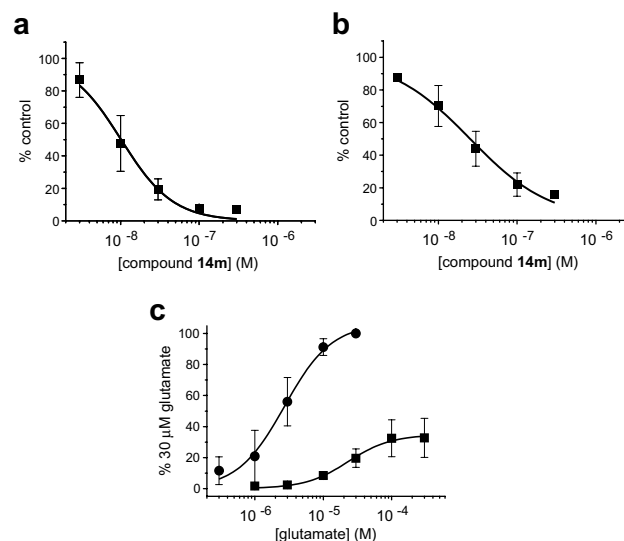 a
100
80
60
40
20
0
% control
10⁻⁸ 10⁻⁷ 10⁻⁶
[compound 14m] (M)
b
100
80
60
40
20
0
% control
10⁻⁸ 10⁻⁷ 10⁻⁶
[compound 14m] (M)
c
100
80
60
40
20
0
% 30 µM glutamate
10⁻⁶ 10⁻⁵ 10⁻⁴
[glutamate] (M)